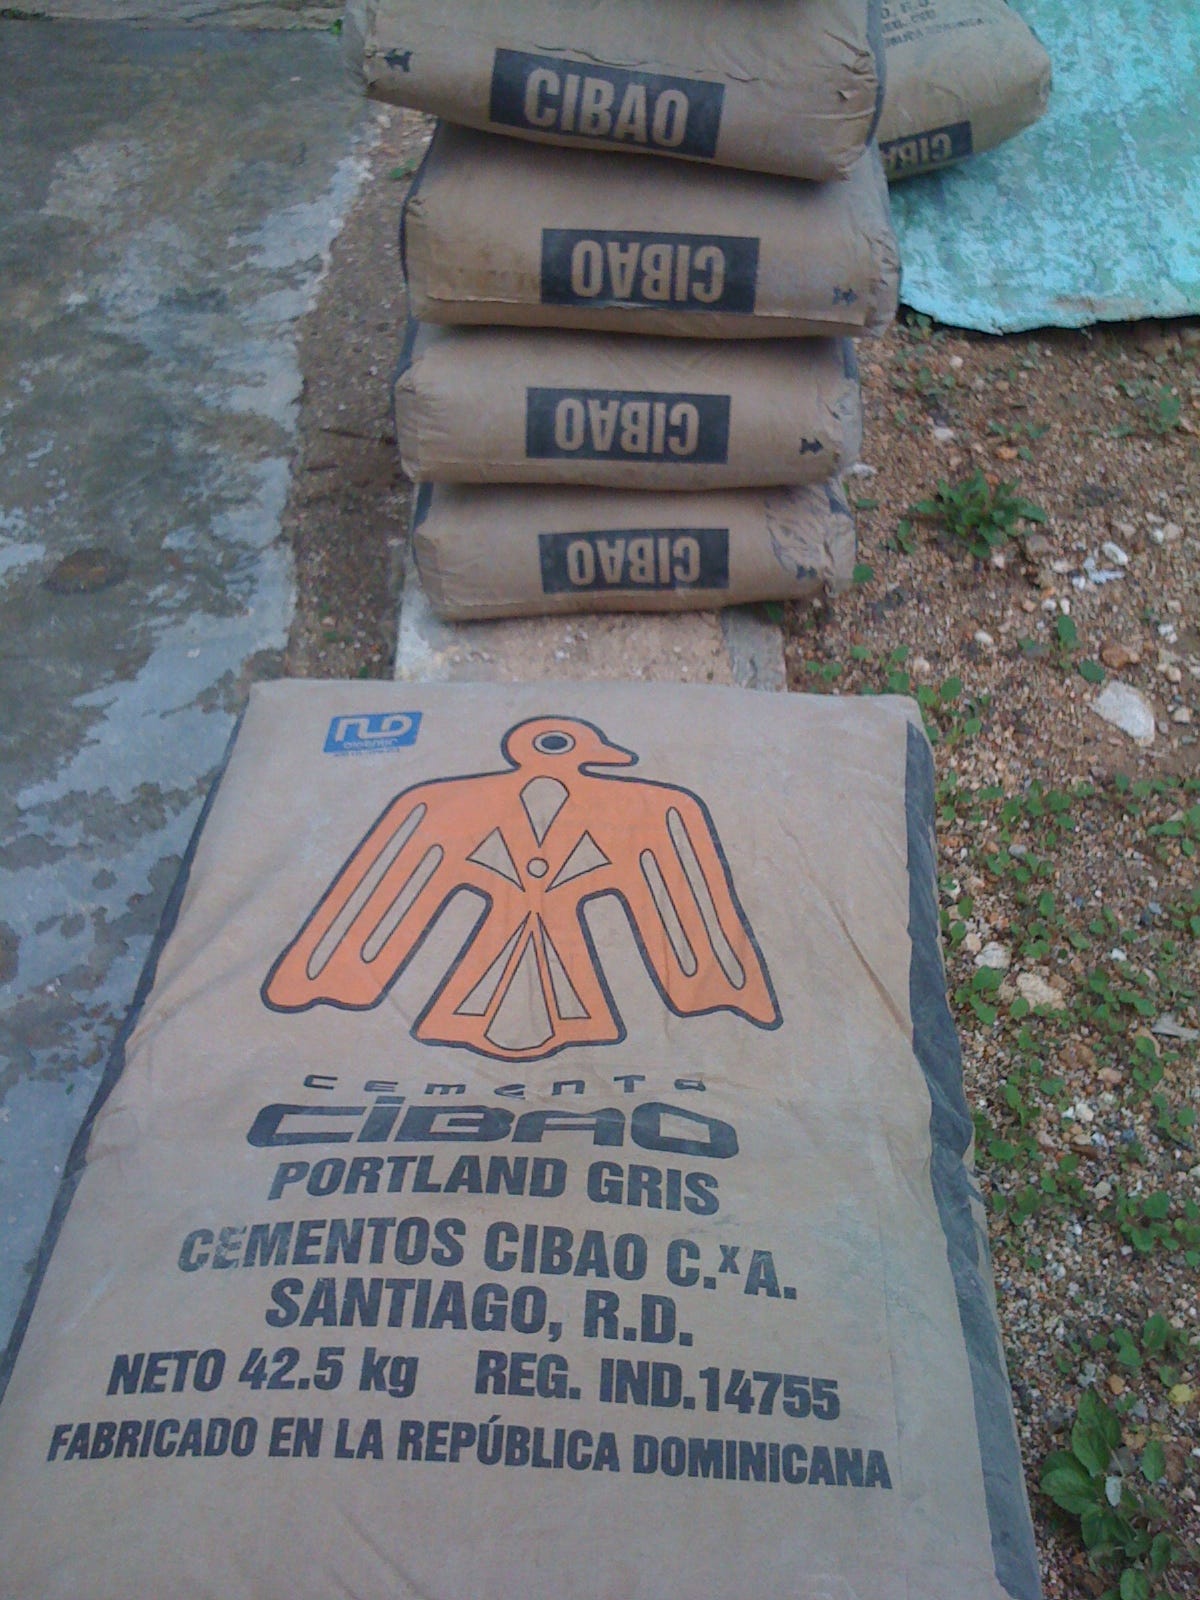 CIBAO
CIBAO
CIBAO
CIBAO
CIBAO
CEMENTO
CIBAO
PORTLAND GRIS
CEMENTOS CIBAO C.xA.
SANTIAGO, R.D.
NETO 42.5 kg REG. IND.14755
FABRICADO EN LA REPÚBLICA DOMINICANA